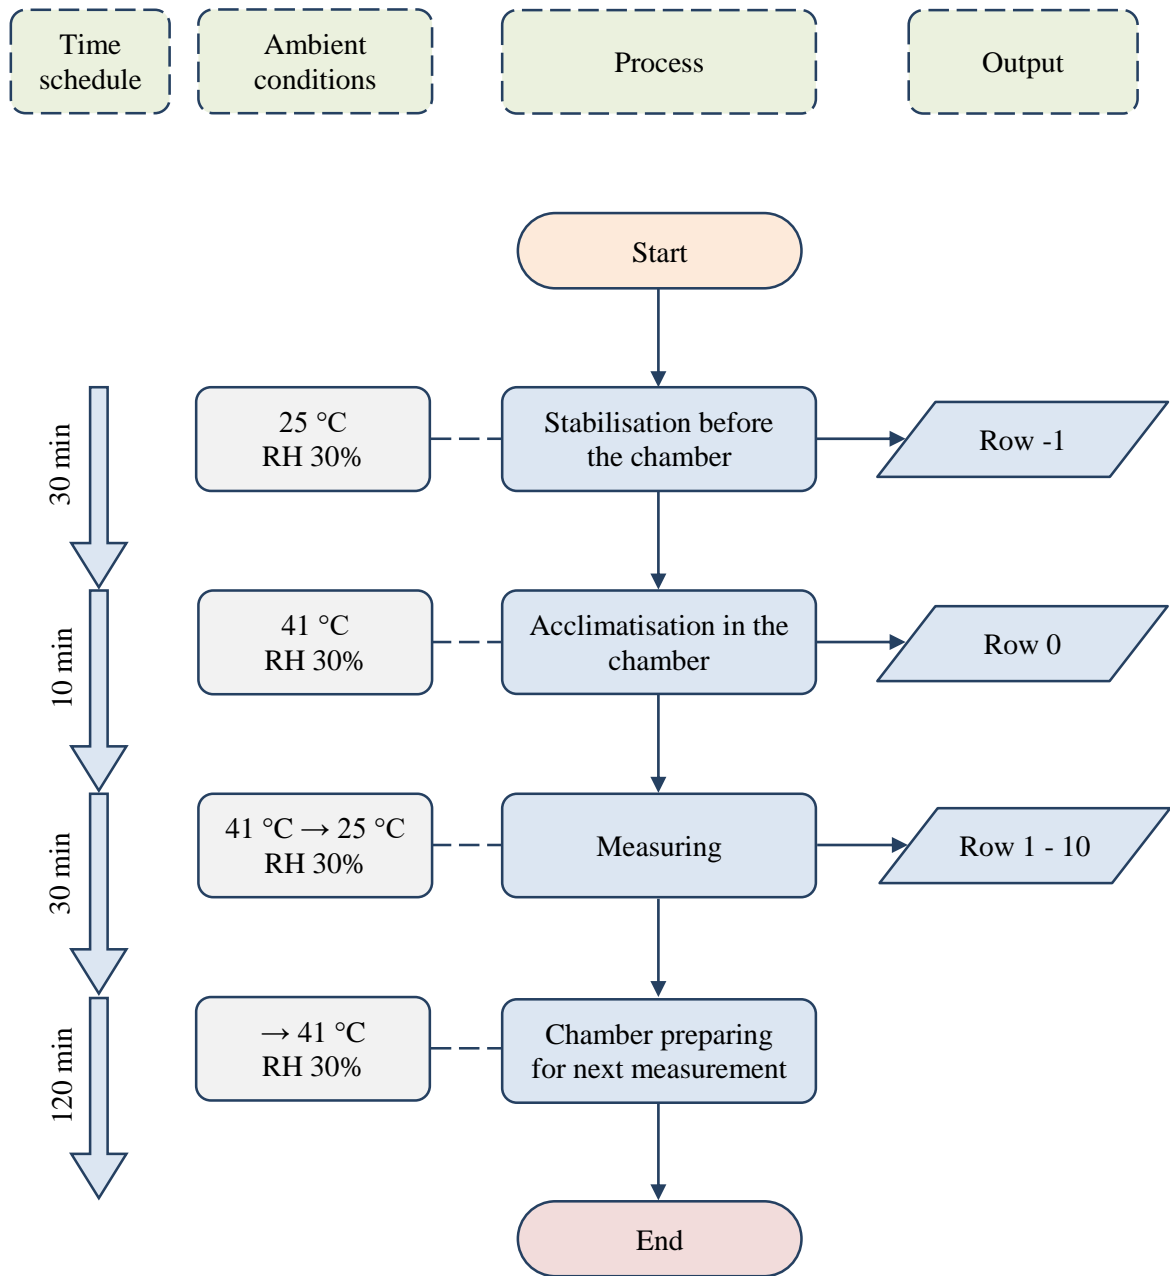 Time
schedule
Ambient
conditions
Process
Output
Start
30 min
25 °C
RH 30%
Stabilisation before
the chamber
Row -1
10 min
41 °C
RH 30%
Acclimatisation in the
chamber
Row 0
30 min
41 °C → 25 °C
RH 30%
Measuring
Row 1 - 10
120 min
→ 41 °C
RH 30%
Chamber preparing
for next measurement
End